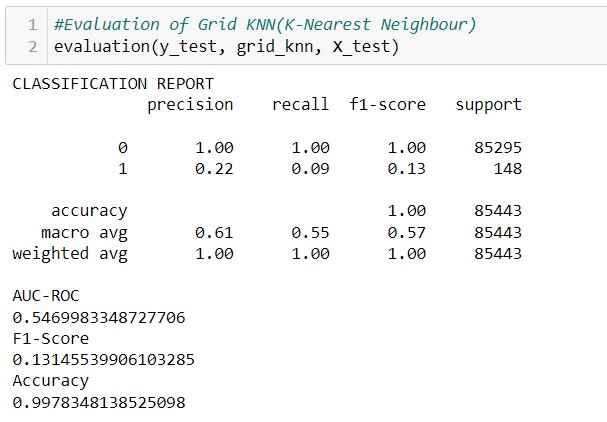 1 #Evaluation of Grid KNN(K-Nearest Neighbour)
2 evaluation(y_test, grid_knn, X_test)
CLASSIFICATION REPORT
precision recall f1-score support
0 1.00 1.00 1.00 85295
1 0.22 0.09 0.13 148
accuracy 1.00 85443
macro avg 0.61 0.55 0.57 85443
weighted avg 1.00 1.00 1.00 85443
AUC-ROC
0.5469983348727706
F1-Score
0.13145539906103285
Accuracy
0.9978348138525098